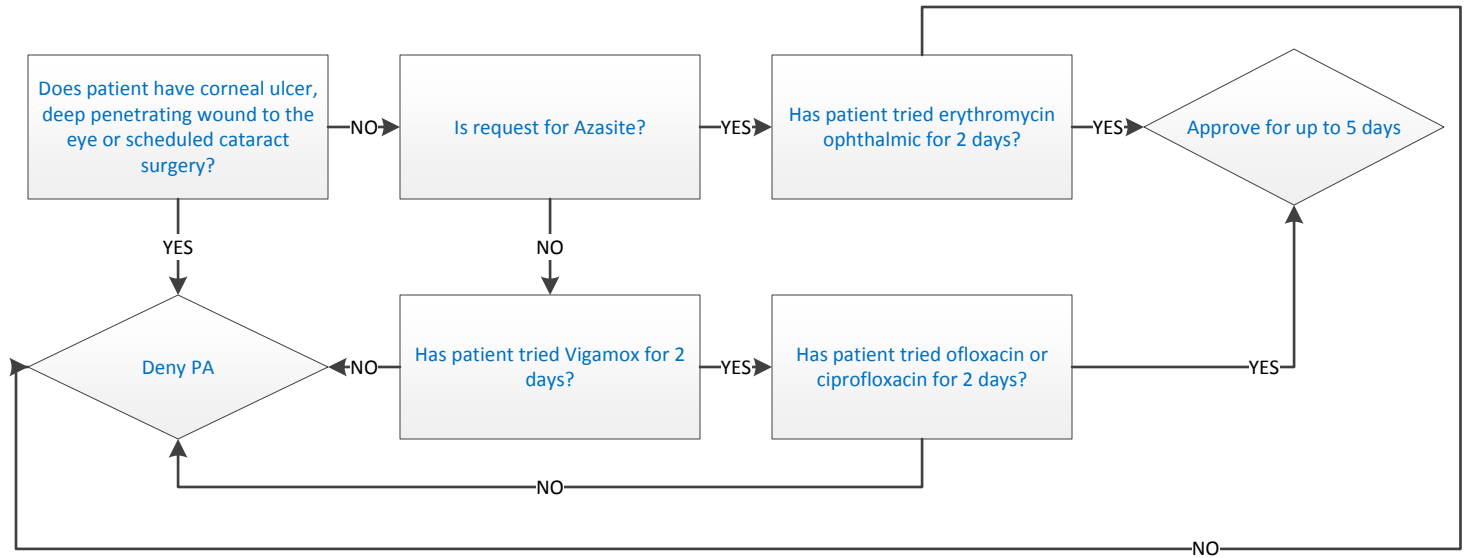 Does patient have corneal ulcer,
deep penetrating wound to the
eye or scheduled cataract
surgery?
NO
Is request for Azasite?
YES
Has patient tried erythromycin
ophthalmic for 2 days?
YES
Approve for up to 5 days
YES
NO
Deny PA
NO
Has patient tried Vigamox for 2
days?
YES
Has patient tried ofloxacin or
ciprofloxacin for 2 days?
YES
NO
NO